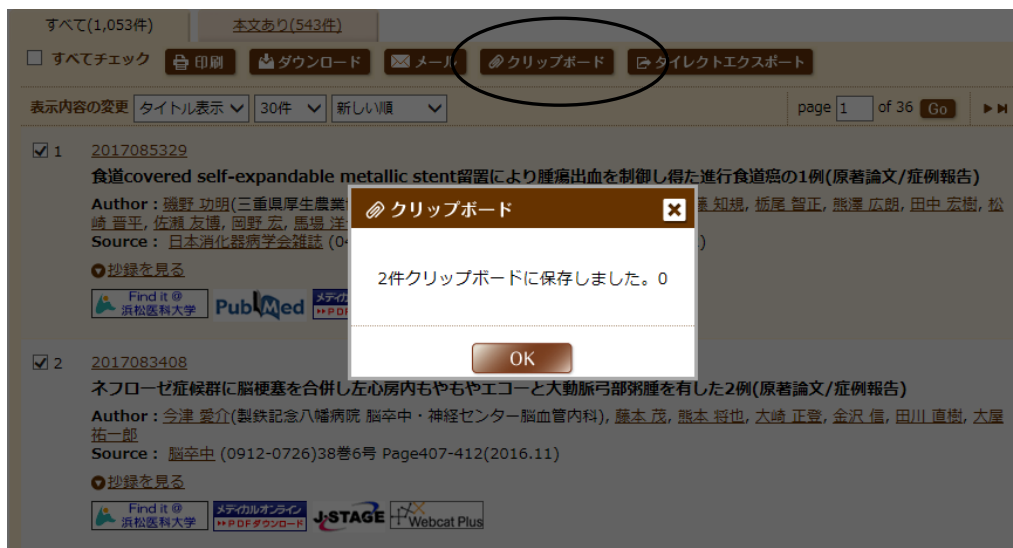 すべて(1,053件)
本文あり(543件)
すべてチェック
印刷
ダウンロード
メール
クリップボード
ダイレクトエクスポート
表示内容の変更 タイトル表示 30件 新しい順
page 1 of 36 Go
1 2017085329
食道covered self-expandable metallic stent留置により腫瘍出血を制御し得た進行食道癌の1例(原著論文/症例報告)
Author : 磯野 功明(三重県厚生農業 知規, 栃尾 智正, 熊澤 広朗, 田中 宏樹, 松
崎 晋平, 佐瀬 友博, 岡野 宏, 馬場 洋
Source : 日本消化器病学会雑誌 (0 )
抄録を見る
Find it @
浜松医科大学
PubMed
クリップボード
2件クリップボードに保存しました。0
OK
2 2017083408
ネフローゼ症候群に脳梗塞を合併し左心房内もやもやエコーと大動脈弓部粥腫を有した2例(原著論文/症例報告)
Author : 今津 愛介(製鉄記念八幡病院 脳卒中・神経センター脳血管内科), 藤本 茂, 熊本 将也, 大崎 正登, 金沢 信, 田川 直樹, 大屋
祐一郎
Source : 脳卒中 (0912-0726)38巻6号 Page407-412(2016.11)
抄録を見る
Find it @
浜松医科大学
メディカルオンライン
PDFダウンロード
J-STAGE
Webcat Plus